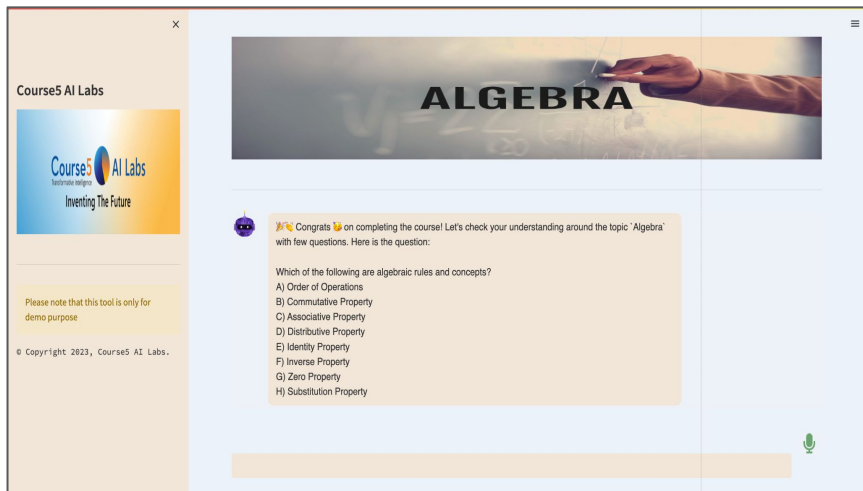 Course5 AI Labs
Course5 AI Labs
Transformative Intelligence
Inventing The Future
Please note that this tool is only for
demo purpose
© Copyright 2023, Course5 AI Labs.
ALGEBRA
🎉👏 Congrats 🥳 on completing the course! Let's check your understanding around the topic `Algebra`
with few questions. Here is the question:
Which of the following are algebraic rules and concepts?
A) Order of Operations
B) Commutative Property
C) Associative Property
D) Distributive Property
E) Identity Property
F) Inverse Property
G) Zero Property
H) Substitution Property